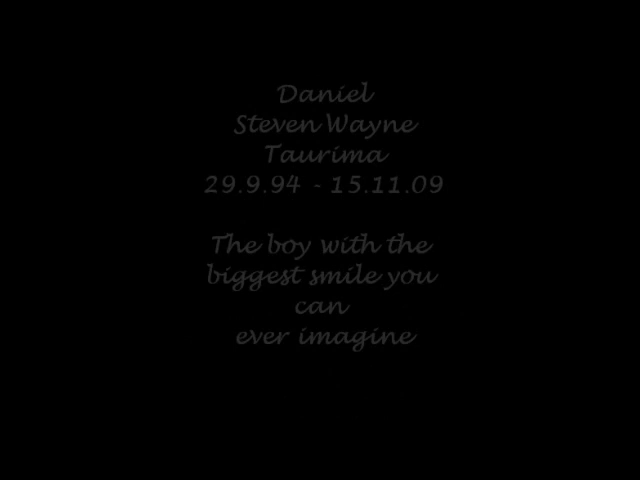 Daniel
Steven Wayne
Taurima
29.9.94 - 15.11.09
The boy with the
biggest smile you
can
ever imagine